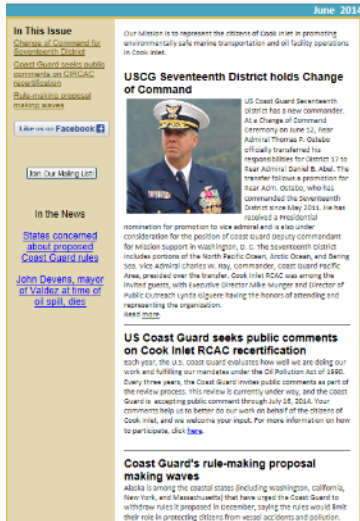 June 2014
In This Issue
Change of Command for
Seventeenth District
Coast Guard seeks public
comments on CIRCAC
recertification
Rule-making proposal
making waves
Like us on Facebook
Join Our Mailing List!
In the News
States concerned
about proposed
Coast Guard rules
John Devens, mayor
of Valdez at time of
oil spill, dies
Our Mission is to represent the citizens of Cook Inlet in promoting
environmentally safe marine transportation and oil facility operations
in Cook Inlet.
USCG Seventeenth District holds Change
of Command
US Coast Guard Seventeenth
District has a new commander.
At a Change of Command
Ceremony on June 12, Rear
Admiral Thomas P. Ostebo
officially transferred his
responsibilities for District 17 to
Rear Admiral Daniel B. Abel. The
transfer follows a promotion for
Rear Adm. Ostebo, who has
commanded the Seventeenth
District since May 2011. He has
received a Presidential
nomination for promotion to vice admiral and is also under
consideration for the position of Coast Guard Deputy Commandant
for Mission Support in Washington, D. C. The Seventeenth District
includes portions of the North Pacific Ocean, Arctic Ocean, and Bering
Sea. Vice Admiral Charles W. Ray, Commander, Coast Guard Pacific
Area, presided over the transfer. Cook Inlet RCAC was among the
invited guests, with Executive Director Mike Munger and Director of
Public Outreach Lynda Giguere having the honors of attending and
representing the organization.
Read more.
US Coast Guard seeks public comments
on Cook Inlet RCAC recertification
Each year, the U.S. Coast Guard evaluates how well we are doing our
work and fulfilling our mandates under the Oil Pollution Act of 1990.
Every three years, the Coast Guard invites public comments as part of
the review process. This review is currently under way, and the Coast
Guard is accepting public comment through July 16, 2014. Your
comments help us to better do our work on behalf of the citizens of
Cook Inlet, and we welcome your input. For more information on how
to participate, click here.
Coast Guard's rule-making proposal
making waves
Alaska is among the coastal states (including Washington, California,
New York, and Massachusetts) that have urged the Coast Guard to
withdraw rules it proposed in December, saying the rules would limit
their role in protecting citizens from vessel accidents and pollution.